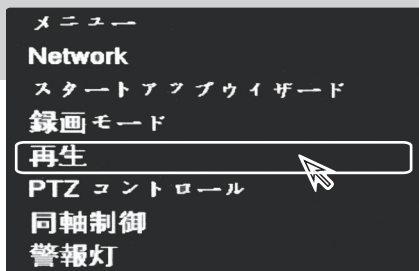 メニュー
Network
スタートアップウィザード
録画モード
再生
PTZ コントロール
同軸制御
警報灯